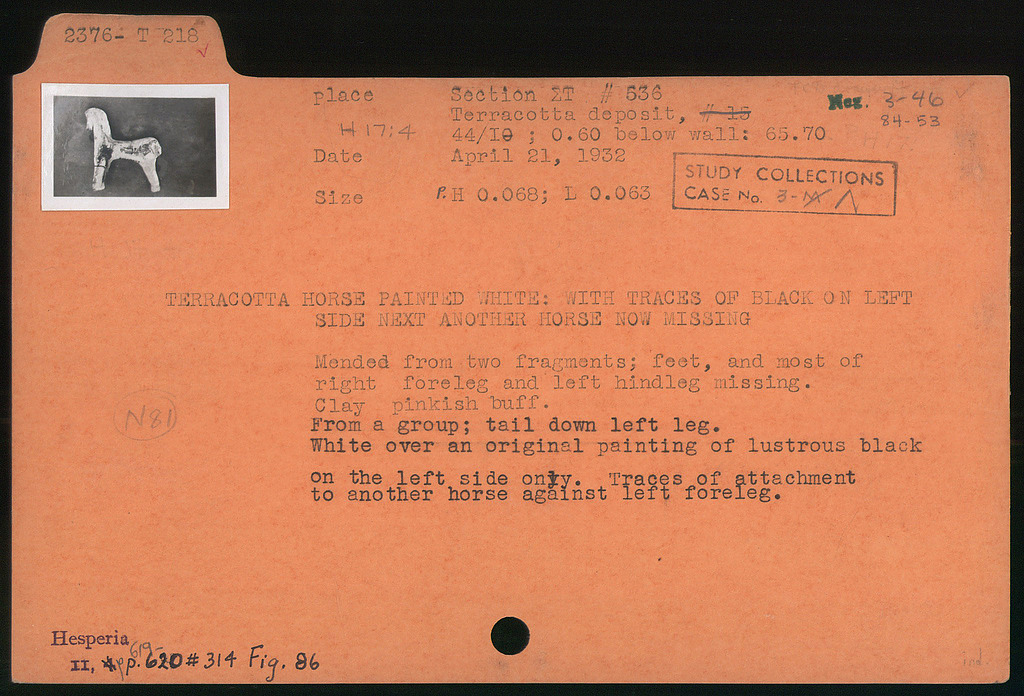 2376- T 218
place Section ΣT # 536
Terracotta deposit, # 15
H 17:4 44/ΙΘ ; 0.60 below wall: 65.70
Date April 21, 1932
Size P.H 0.068; L 0.063
Neg. 3-46
84-53
STUDY COLLECTIONS
CASE No. 3-
TERRACOTTA HORSE PAINTED WHITE: WITH TRACES OF BLACK ON LEFT
SIDE NEXT ANOTHER HORSE NOW MISSING
Mended from two fragments; feet, and most of
right foreleg and left hindleg missing.
Clay pinkish buff.
From a group; tail down left leg.
White over an original painting of lustrous black
on the left side only. Traces of attachment
to another horse against left foreleg.
N81
Hesperia
II, 619-
p. 620 # 314 Fig. 86
ind.